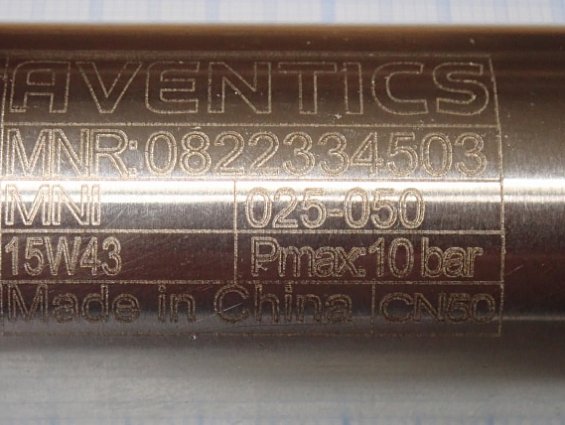 AVENTICS
MNR: 0822334503
MNI 025-050
15W43 Pmax: 10 bar
Made in China CN50